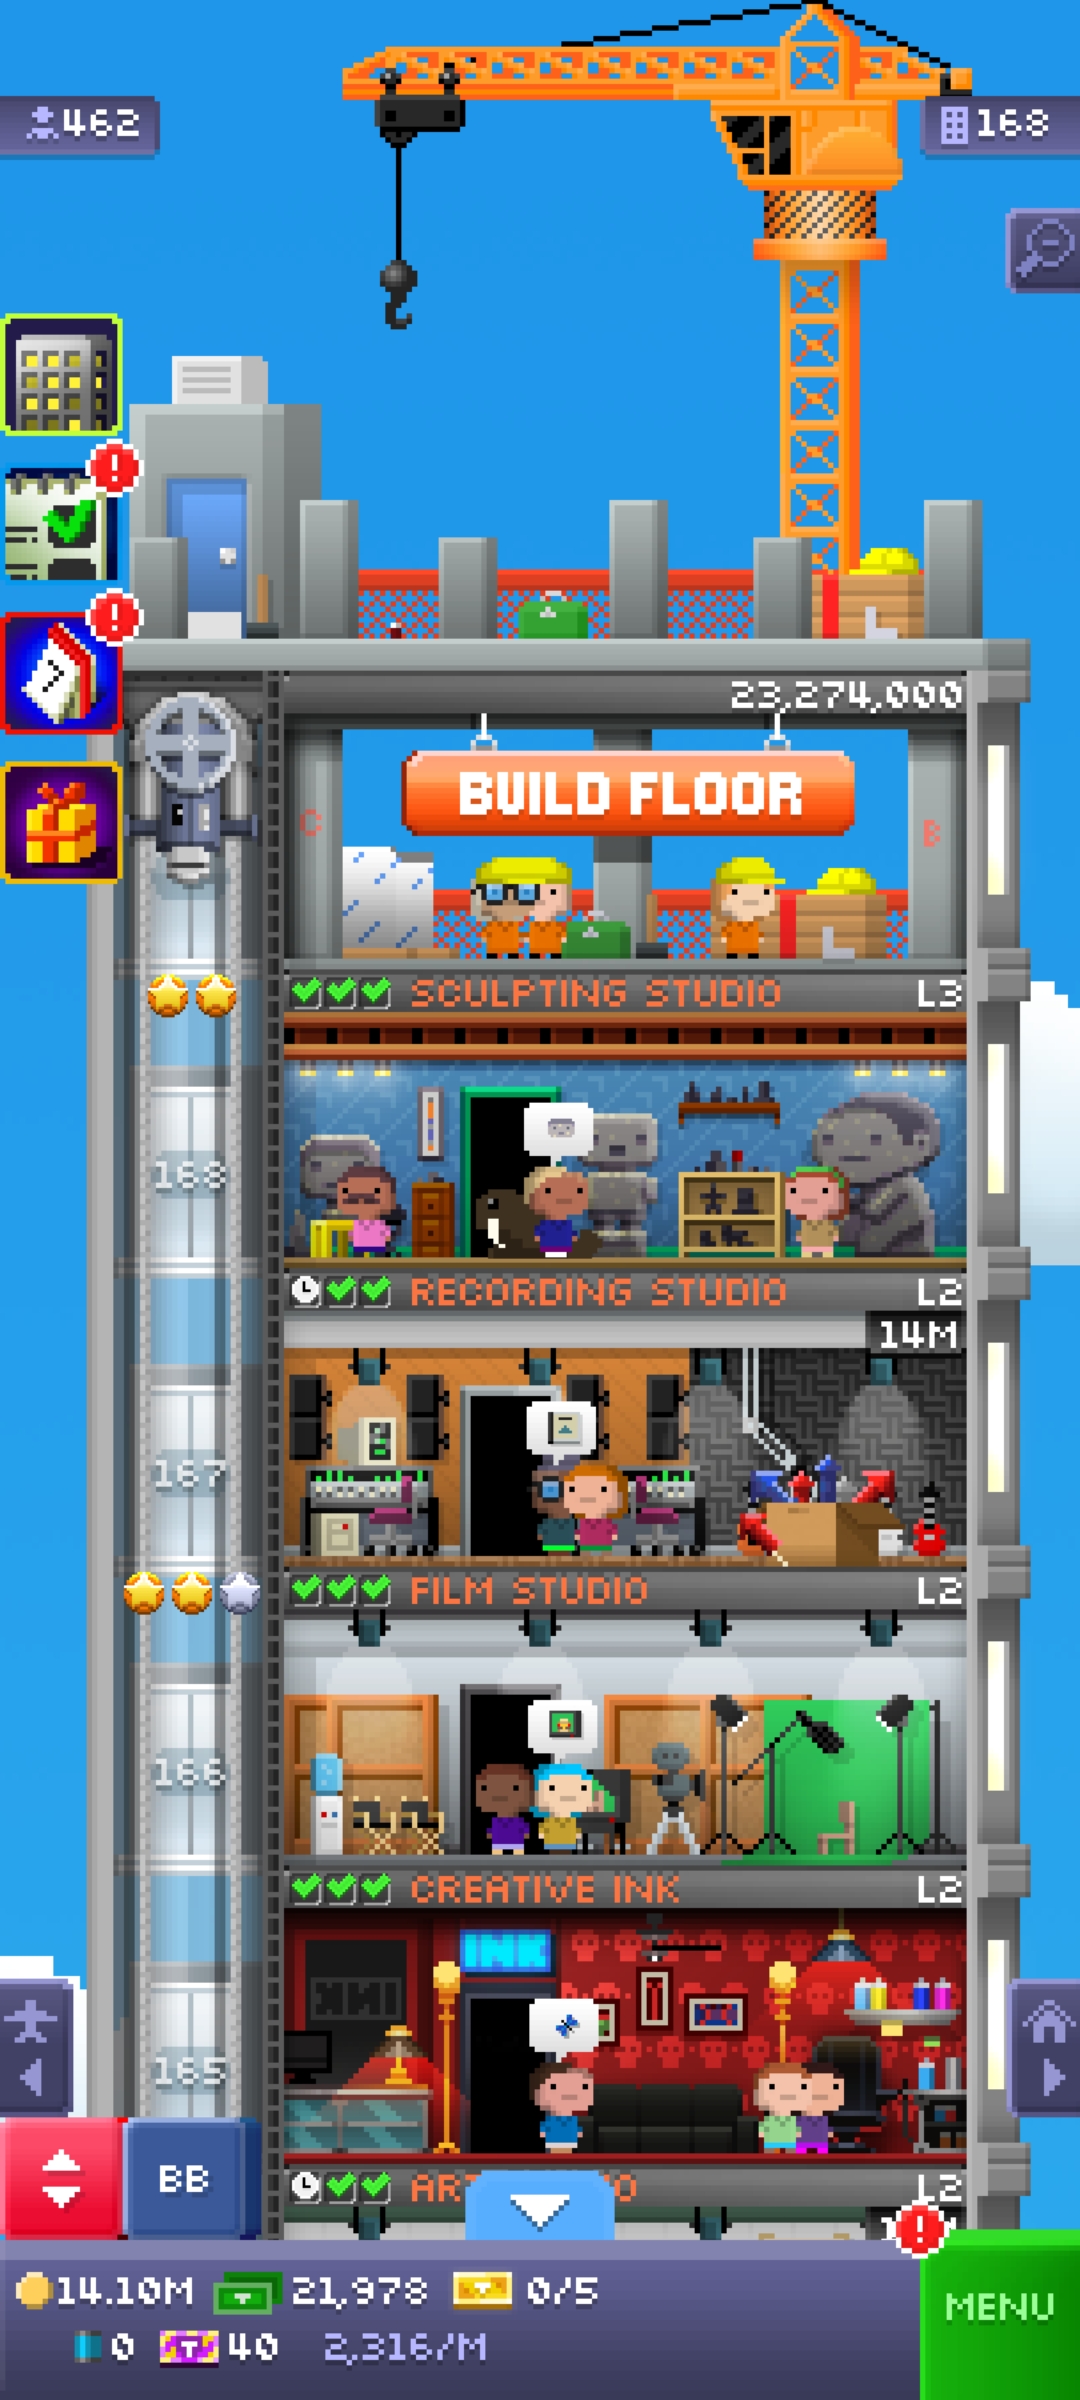 462
168
23,274,000
BUILD FLOOR
C
B
SCULPTING STUDIO L3
168
RECORDING STUDIO L2
14M
167
FILM STUDIO L2
166
CREATIVE INK L2
INK
165
BB
L2
14.10M 21,978 0/5
MENU
0 40 2,316/M